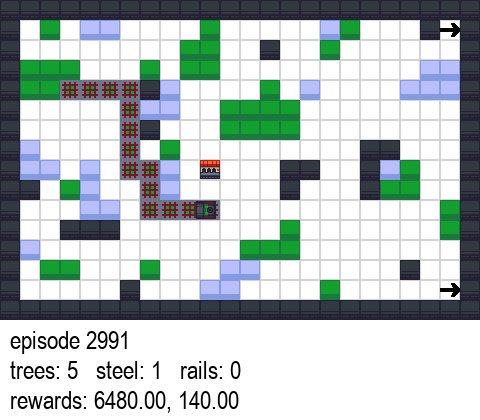 episode 2991
trees: 5 steel: 1 rails: 0
rewards: 6480.00, 140.00